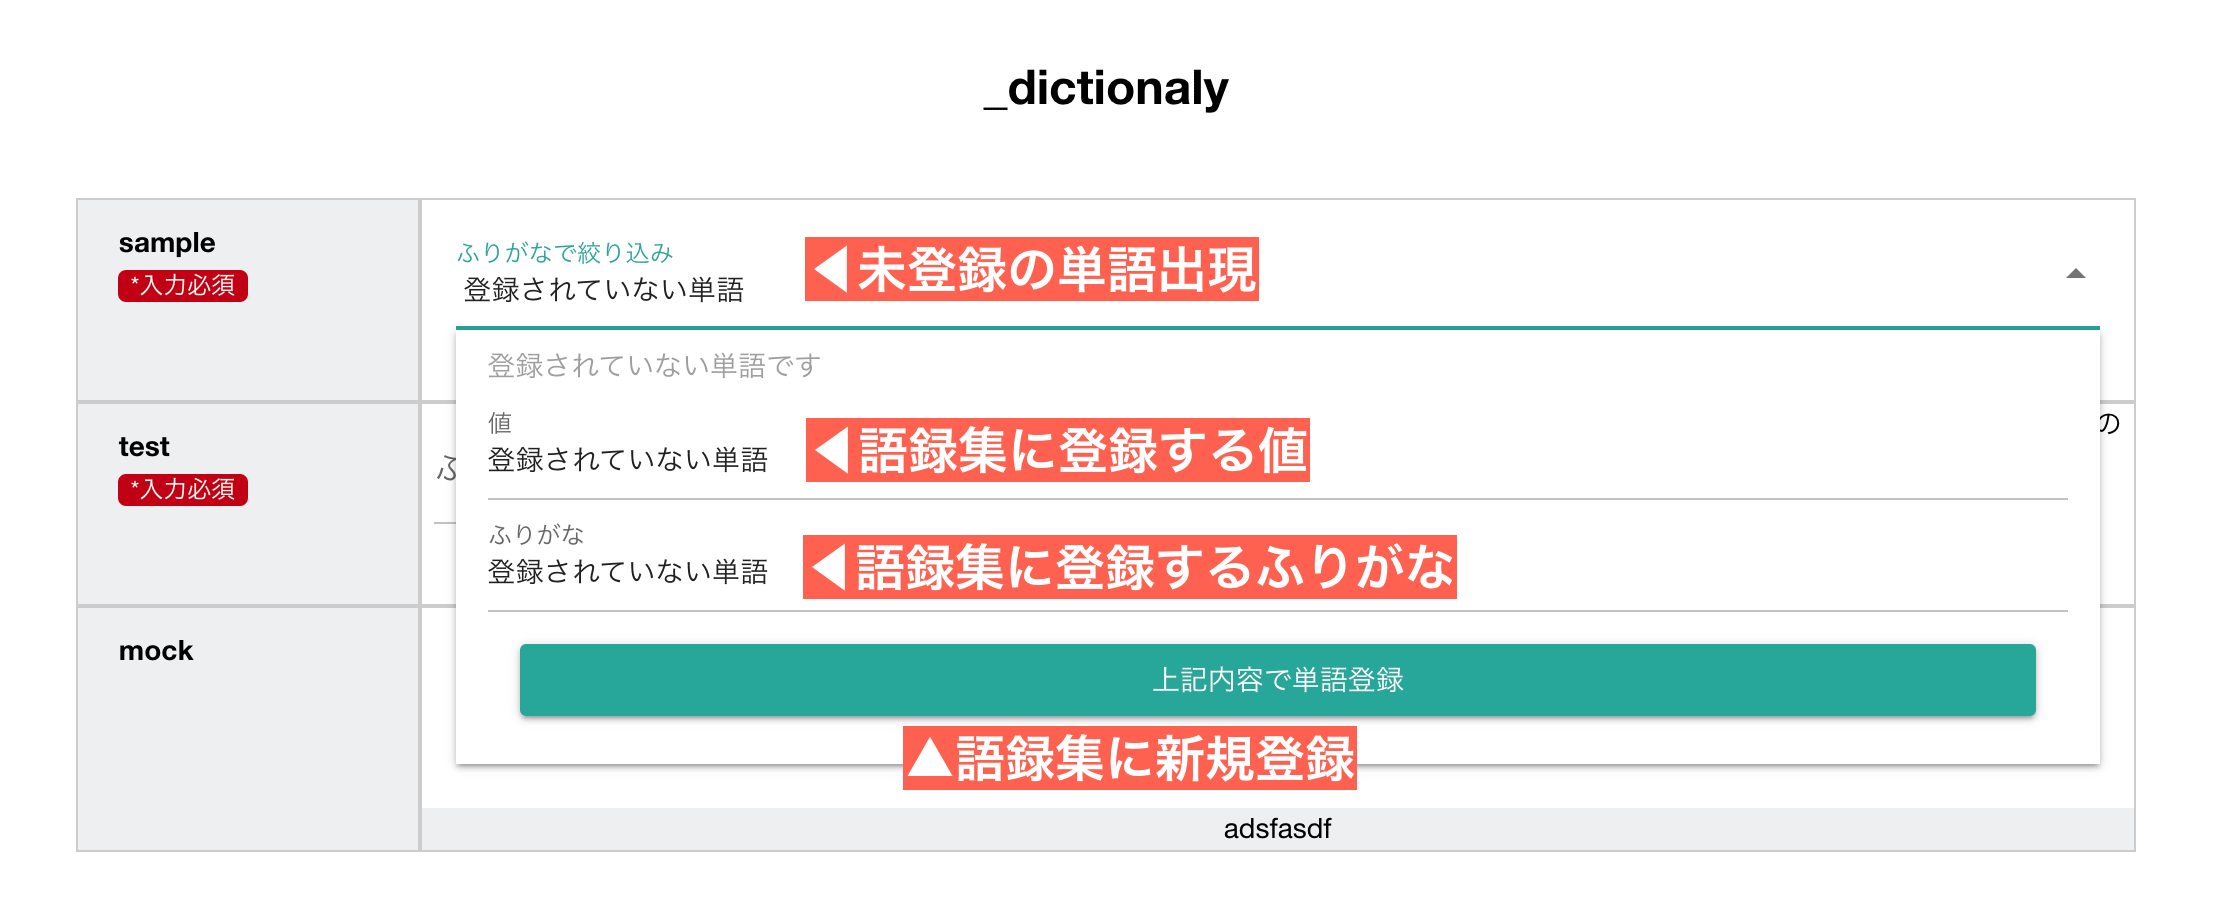 _dictionaly
sample
*入力必須
ふりがなで絞り込み
登録されていない単語
◀未登録の単語出現
登録されていない単語です
test
*入力必須
ふ
の
値
登録されていない単語
◀語録集に登録する値
ふりがな
登録されていない単語
◀語録集に登録するふりがな
mock
上記内容で単語登録
▲語録集に新規登録
adsfasdf